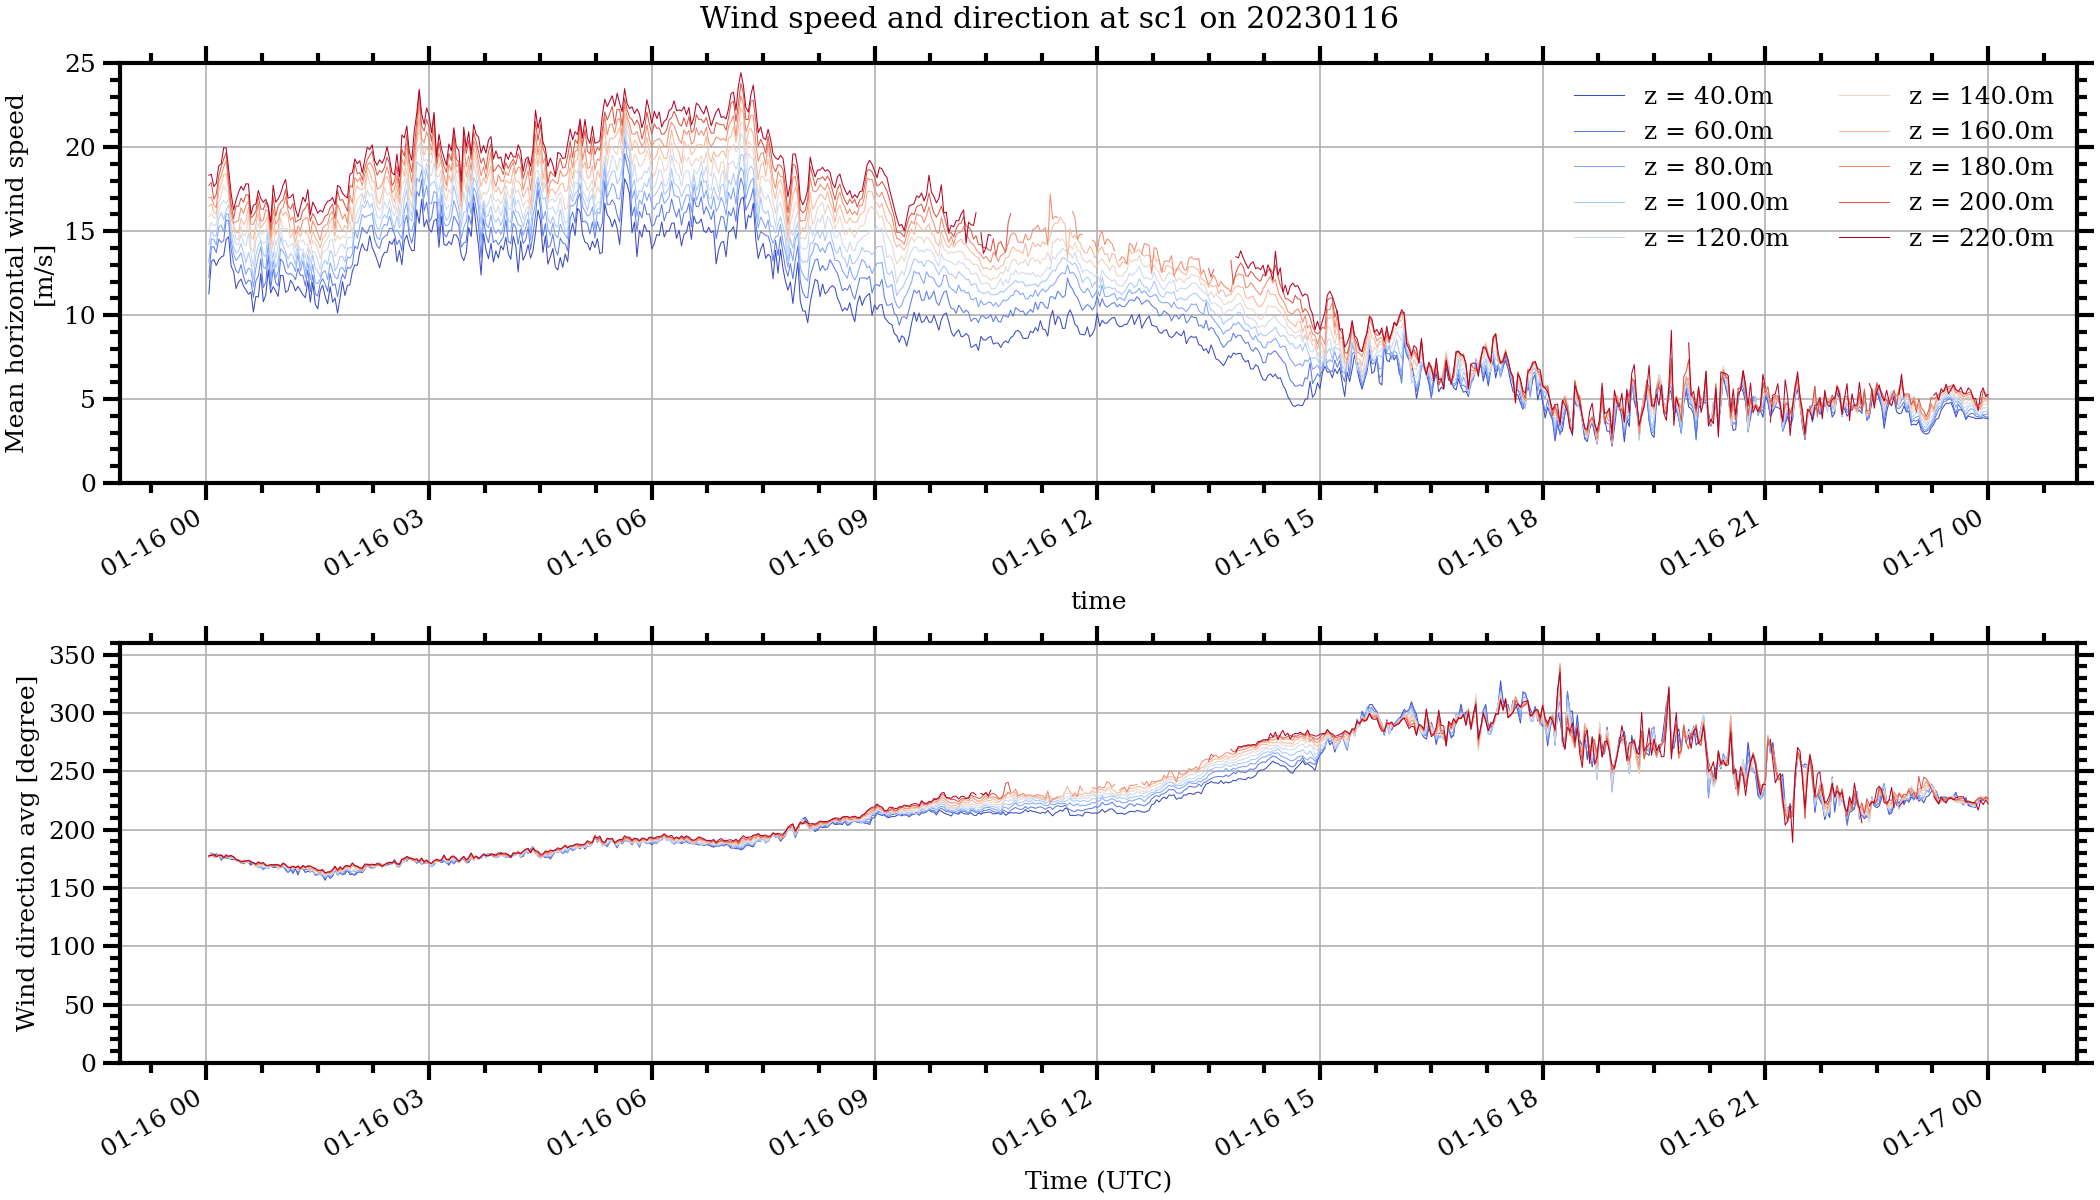 Wind speed and direction at sc1 on 20230116
Mean horizontal wind speed
[m/s]
25
20
15
10
5
0
z = 40.0m
z = 60.0m
z = 80.0m
z = 100.0m
z = 120.0m
z = 140.0m
z = 160.0m
z = 180.0m
z = 200.0m
z = 220.0m
01-16 00
01-16 03
01-16 06
01-16 09
01-16 12
01-16 15
01-16 18
01-16 21
01-17 00
time
Wind direction avg [degree]
350
300
250
200
150
100
50
0
01-16 00
01-16 03
01-16 06
01-16 09
01-16 12
01-16 15
01-16 18
01-16 21
01-17 00
Time (UTC)